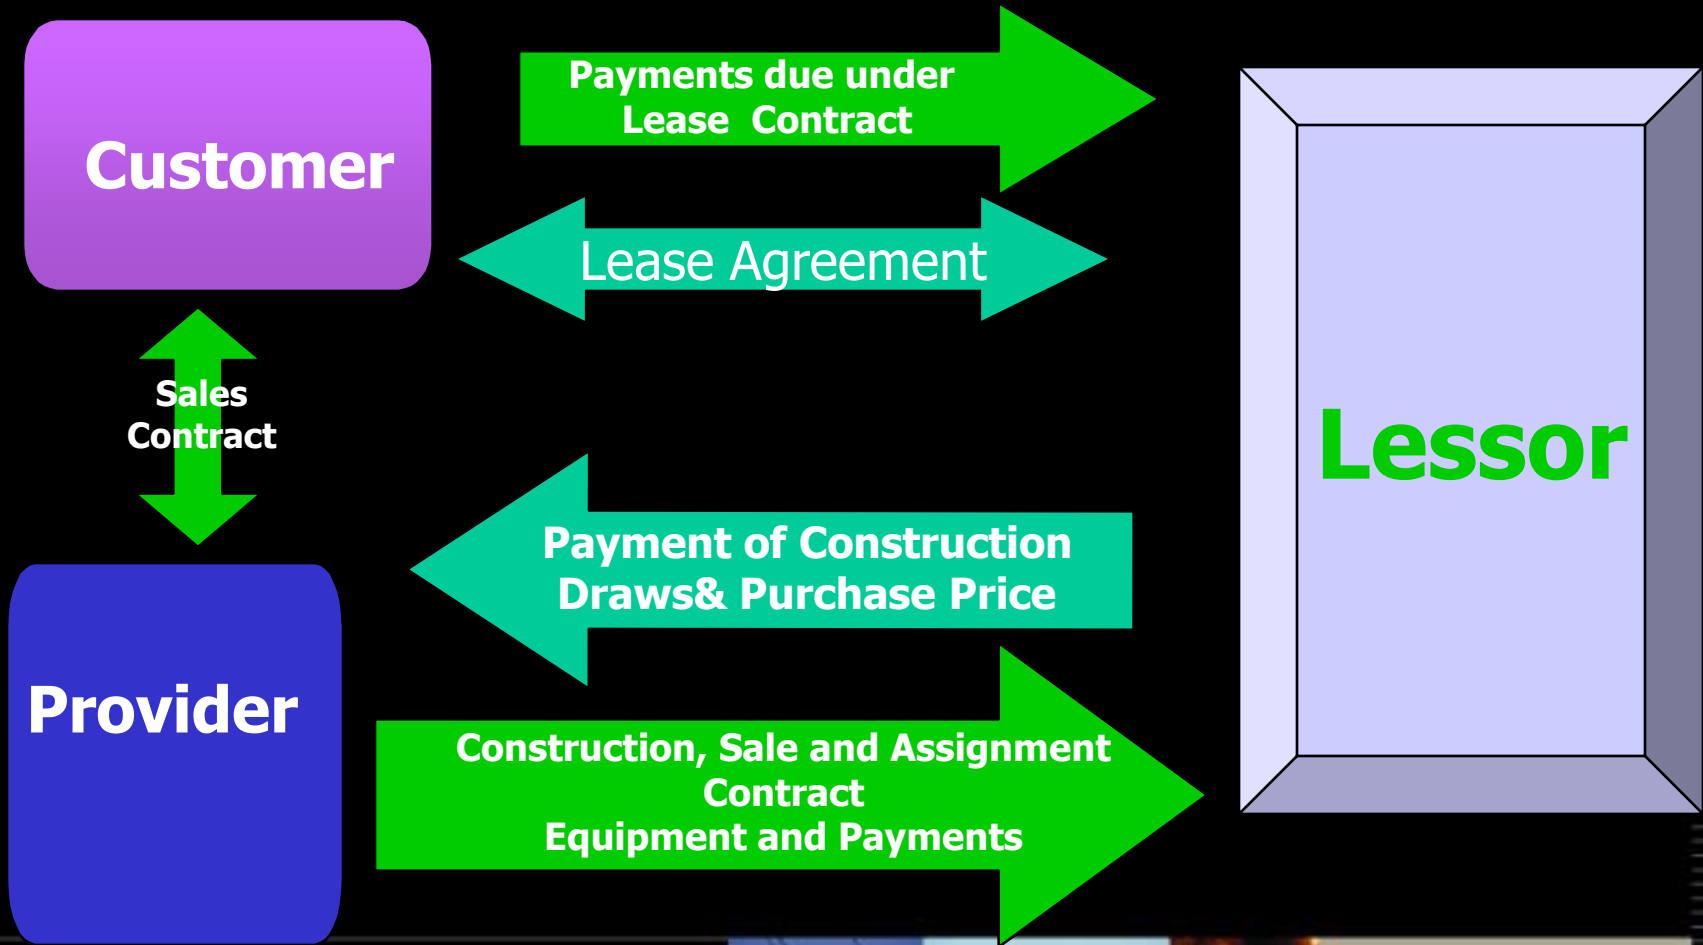 Payments due under
Lease Contract
Customer
Lease Agreement
Sales
Contract
Lessor
Payment of Construction
Draws& Purchase Price
Provider
Construction, Sale and Assignment
Contract
Equipment and Payments